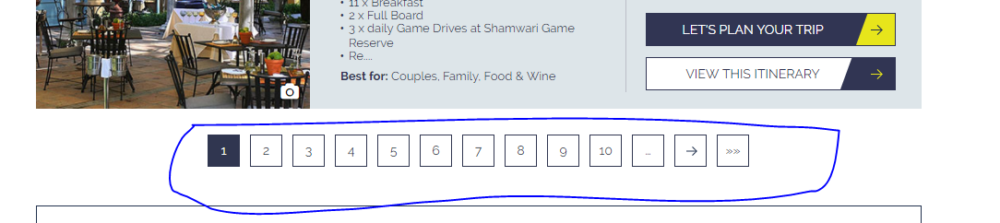 • 11 x Breakfast
• 2 x Full Board
• 3 x daily Game Drives at Shamwari Game
Reserve
• Re....
Best for: Couples, Family, Food & Wine
LET'S PLAN YOUR TRIP →
VIEW THIS ITINERARY →
1 2 3 4 5 6 7 8 9 10 ... → »»